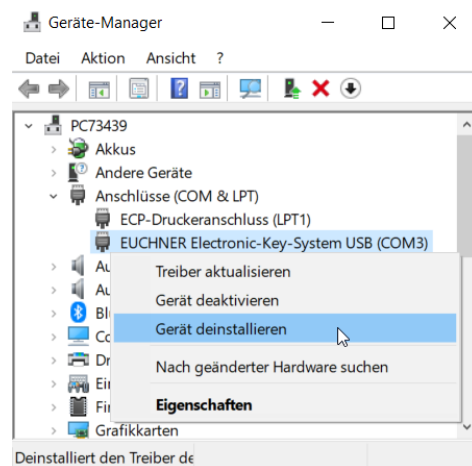 Geräte-Manager
Datei Aktion Ansicht ?
PC73439
Akkus
Andere Geräte
Anschlüsse (COM & LPT)
ECP-Druckeranschluss (LPT1)
EUCHNER Electronic-Key-System USB (COM3)
Treiber aktualisieren
Gerät deaktivieren
Gerät deinstallieren
Nach geänderter Hardware suchen
Eigenschaften
Grafikkarten
Deinstalliert den Treiber